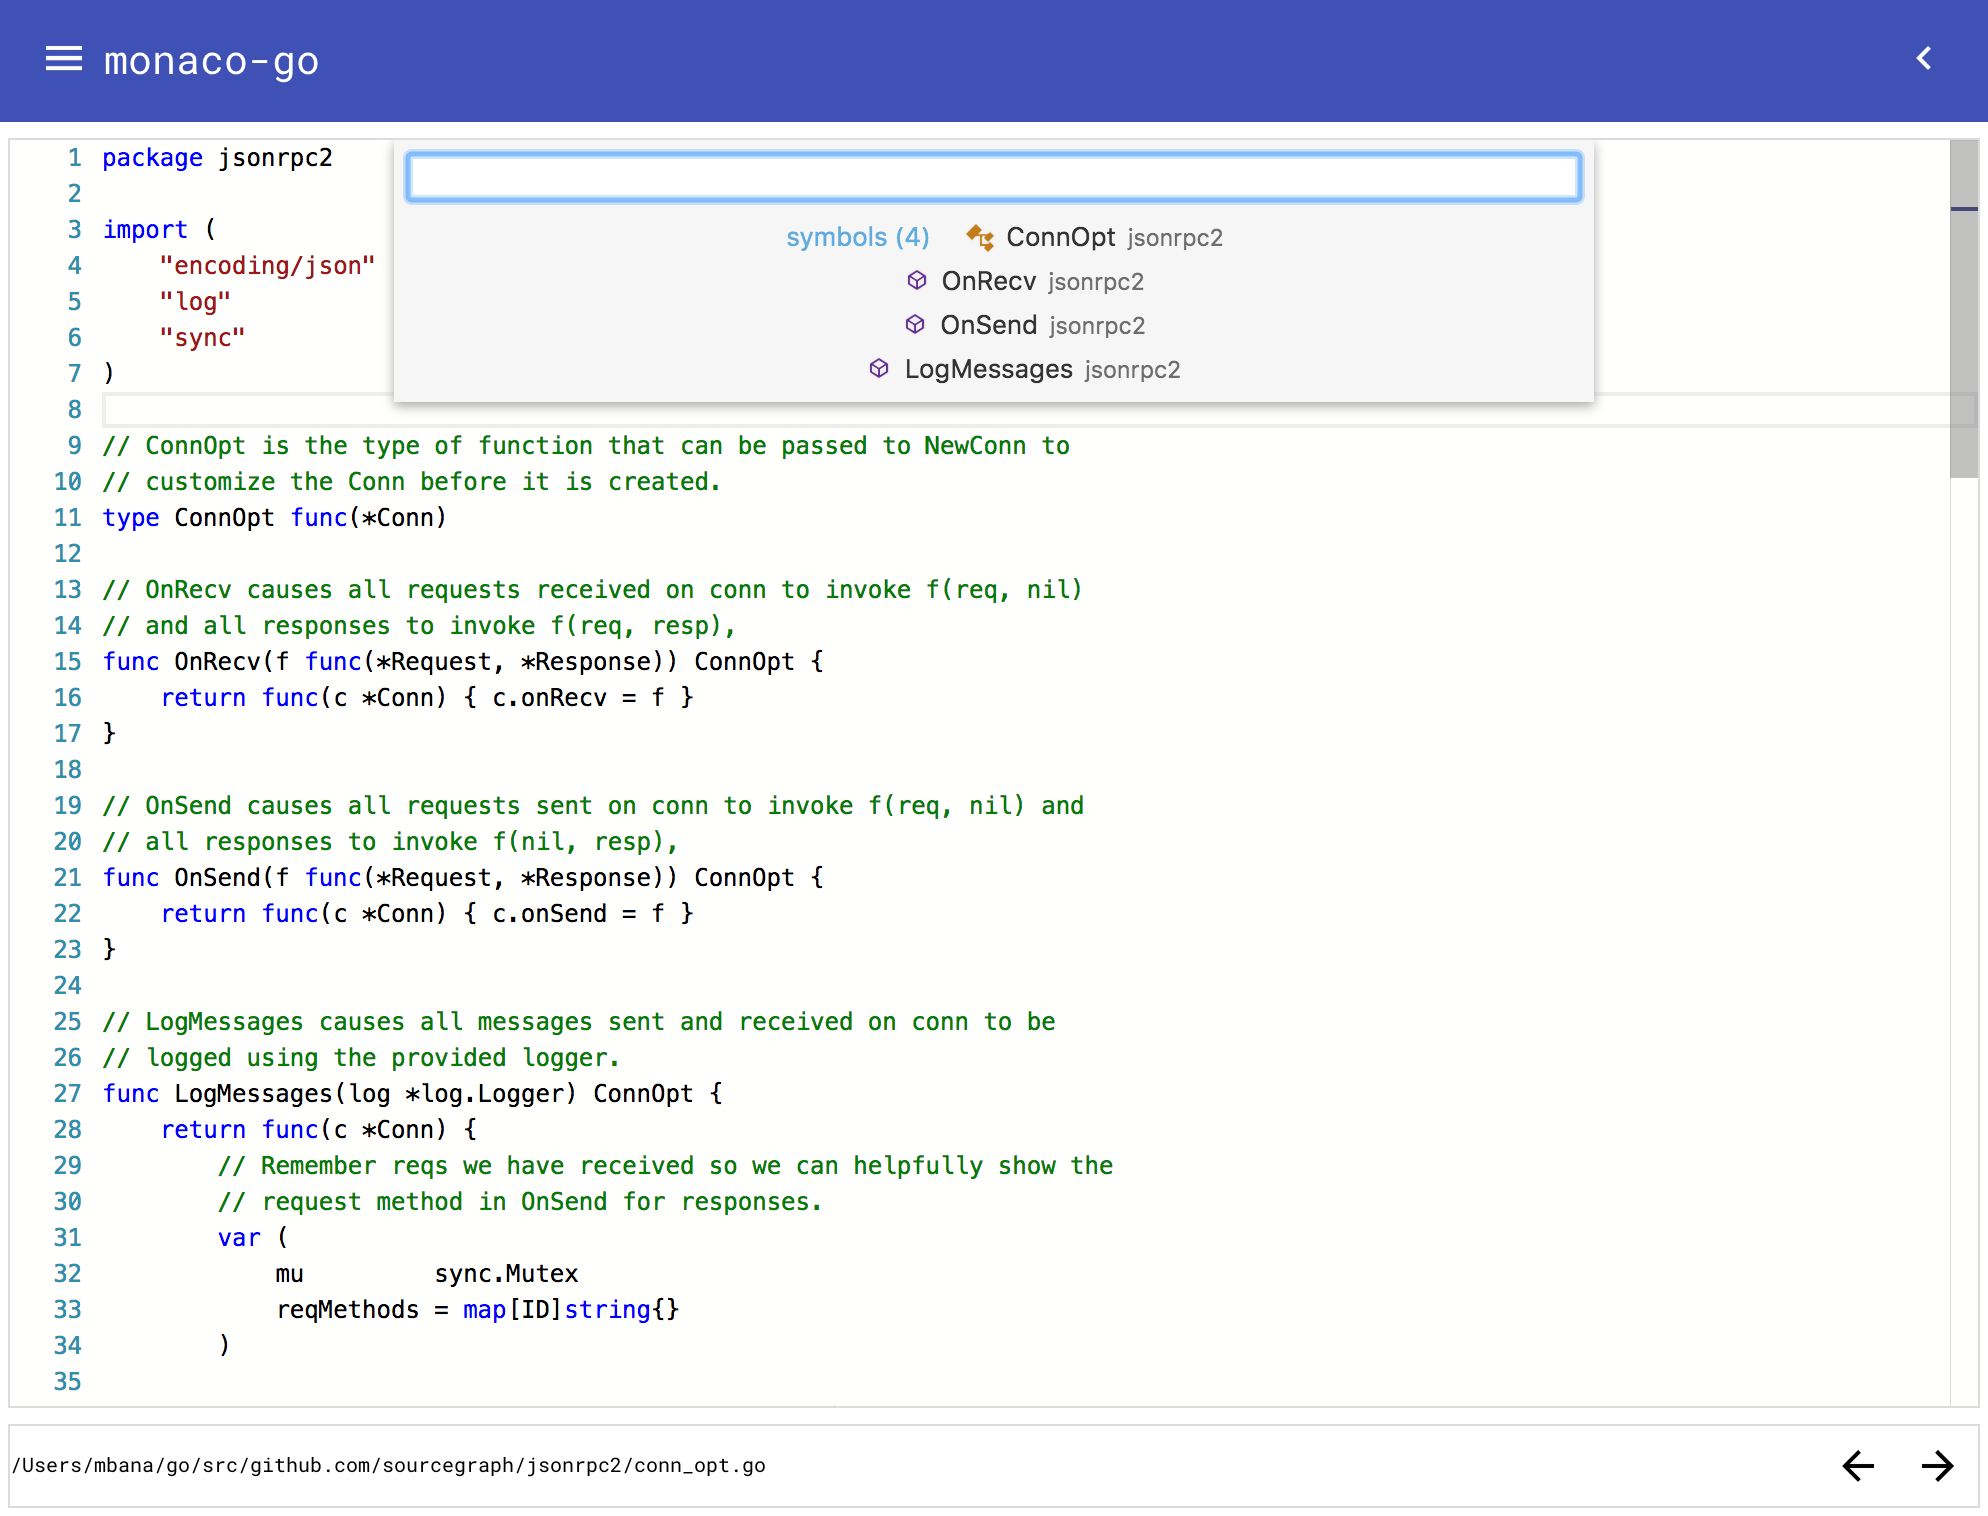 monaco-go
1 package jsonrpc2
2
3 import (
4     "encoding/json"
5     "log"
6     "sync"
7 )
symbols (4) ConnOpt jsonrpc2
OnRecv jsonrpc2
OnSend jsonrpc2
LogMessages jsonrpc2
8
9 // ConnOpt is the type of function that can be passed to NewConn to
10 // customize the Conn before it is created.
11 type ConnOpt func(*Conn)
12
13 // OnRecv causes all requests received on conn to invoke f(req, nil)
14 // and all responses to invoke f(req, resp),
15 func OnRecv(f func(*Request, *Response)) ConnOpt {
16     return func(c *Conn) { c.onRecv = f }
17 }
18
19 // OnSend causes all requests sent on conn to invoke f(req, nil) and
20 // all responses to invoke f(nil, resp),
21 func OnSend(f func(*Request, *Response)) ConnOpt {
22     return func(c *Conn) { c.onSend = f }
23 }
24
25 // LogMessages causes all messages sent and received on conn to be
26 // logged using the provided logger.
27 func LogMessages(log *log.Logger) ConnOpt {
28     return func(c *Conn) {
29         // Remember reqs we have received so we can helpfully show the
30         // request method in OnSend for responses.
31         var (
32             mu         sync.Mutex
33             reqMethods = map[ID]string{}
34         )
35
/Users/mbana/go/src/github.com/sourcegraph/jsonrpc2/conn_opt.go